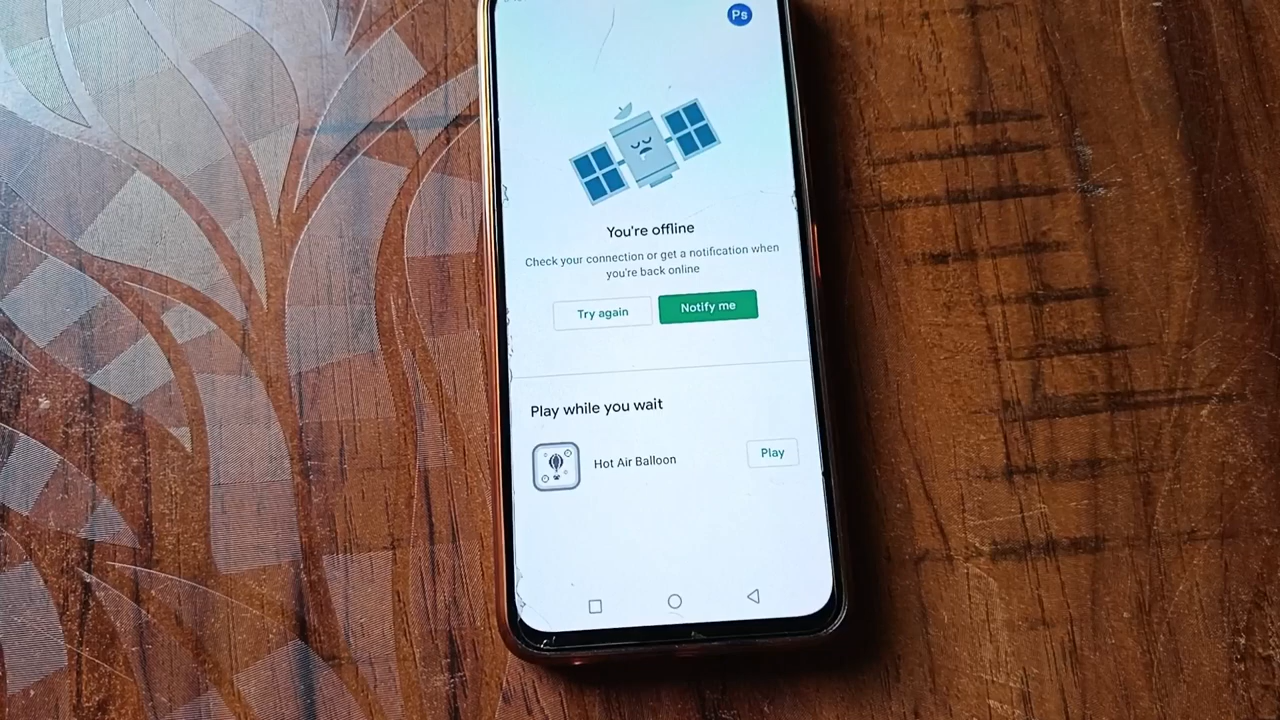 Ps
You're offline
Check your connection or get a notification when
you're back online
Try again
Notify me
Play while you wait
Hot Air Balloon
Play